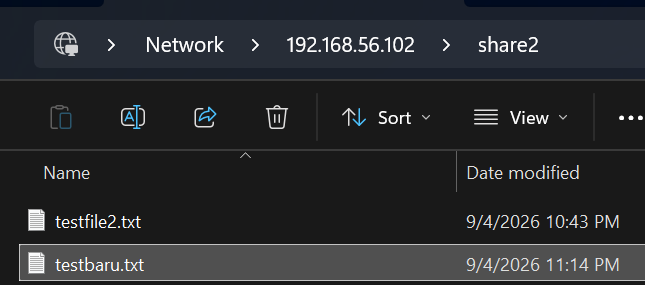 Network > 192.168.56.102 > share2
Sort View
Name Date modified
testfile2.txt 9/4/2026 10:43 PM
testbaru.txt 9/4/2026 11:14 PM